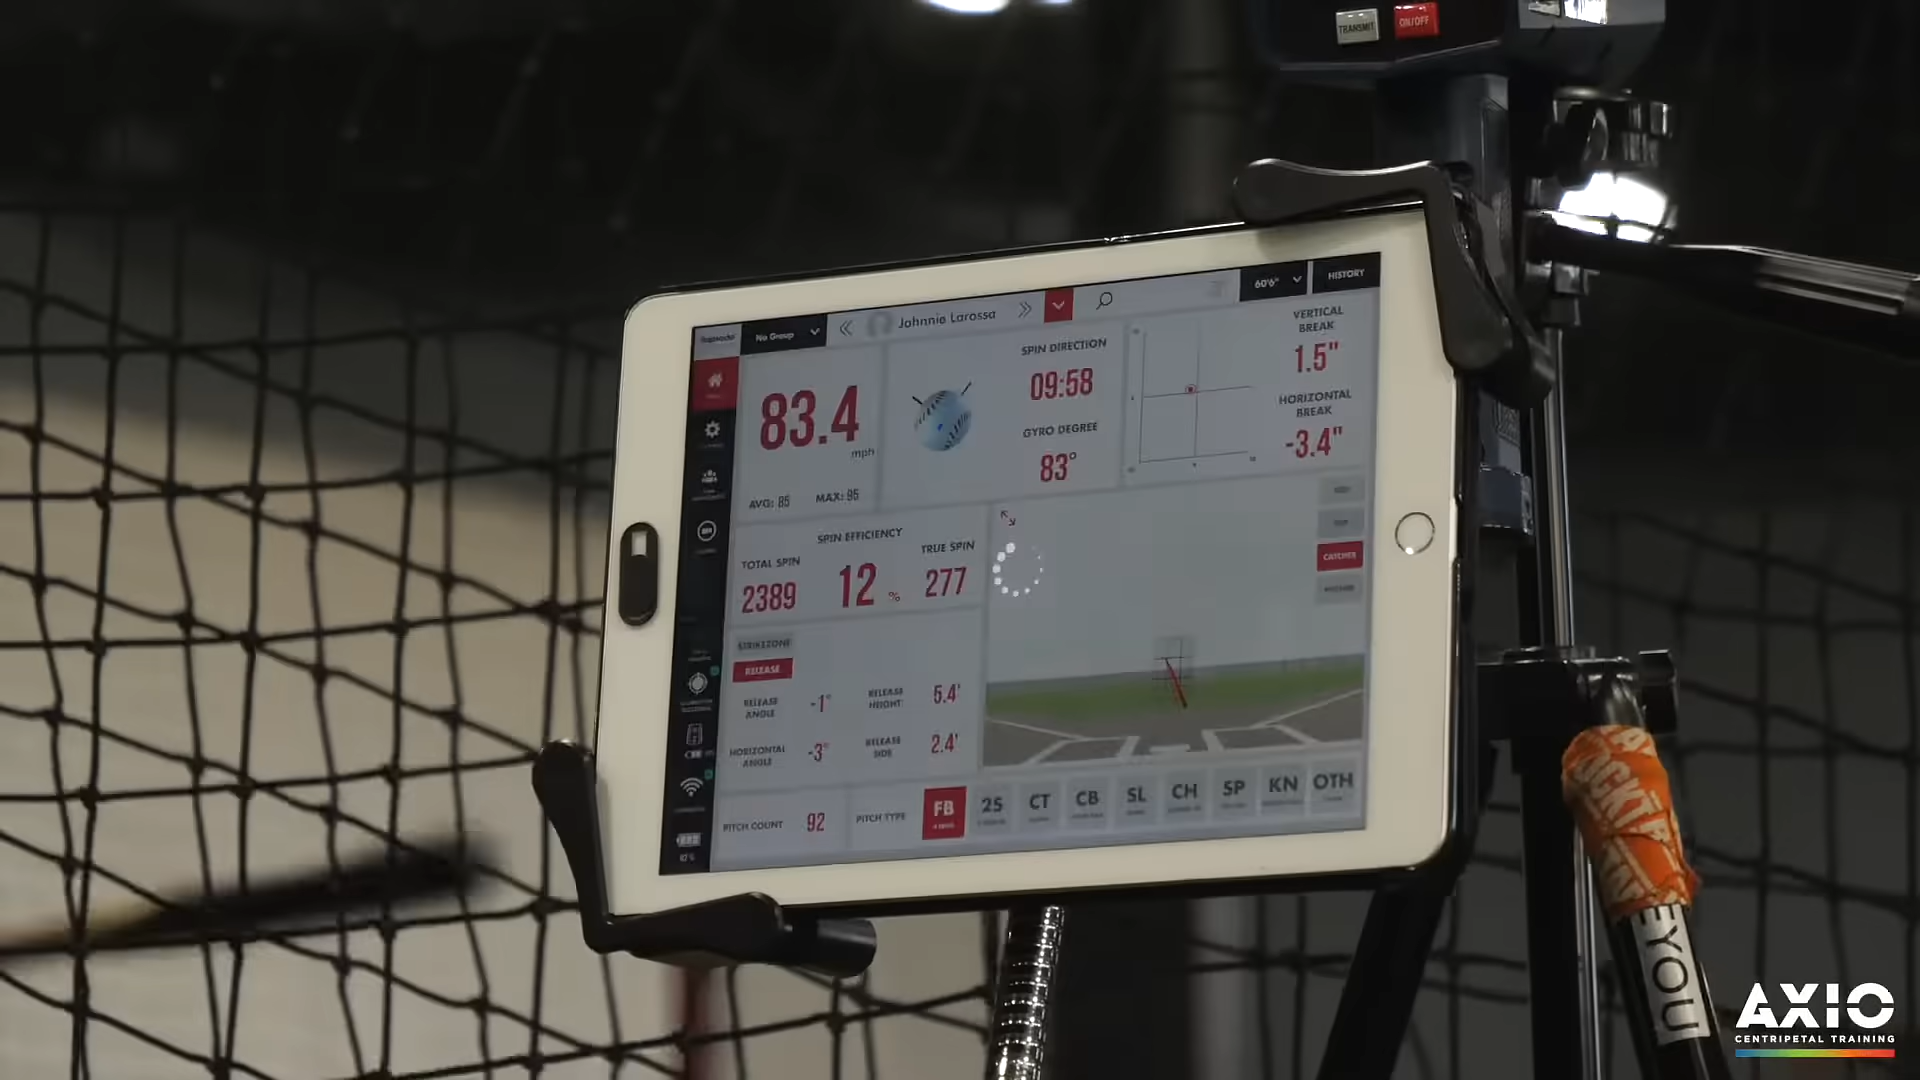 TRANSMIT
ON/OFF
Rapsodo
No Group
Johnnie Larossa
60'6"
HISTORY
83.4
mph
AVG: 85
MAX: 95
SPIN DIRECTION
09:58
GYRO DEGREE
83°
VERTICAL
BREAK
1.5"
HORIZONTAL
BREAK
-3.4"
TOTAL SPIN
2389
SPIN EFFICIENCY
12 %
TRUE SPIN
277
CATCHER
PITCHER
STRIKEZONE
RELEASE
RELEASE
ANGLE
-1°
RELEASE
HEIGHT
5.4'
HORIZONTAL
ANGLE
-3°
RELEASE
SIDE
2.4'
PITCH COUNT
92
PITCH TYPE
FB
2S
CT
CB
SL
CH
SP
KN
OTH
EYOU
AXIO
CENTRIPETAL TRAINING